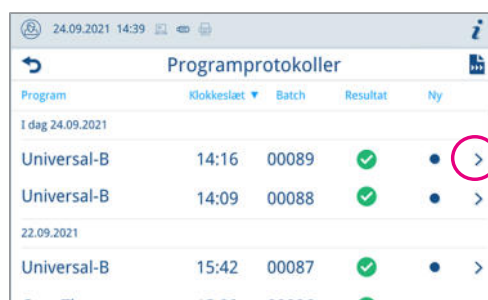 24.09.2021 14:39
Programprotokoller
Program Klokkeslæt ▼ Batch Resultat Ny
I dag 24.09.2021
Universal-B 14:16 00089
Universal-B 14:09 00088
22.09.2021
Universal-B 15:42 00087